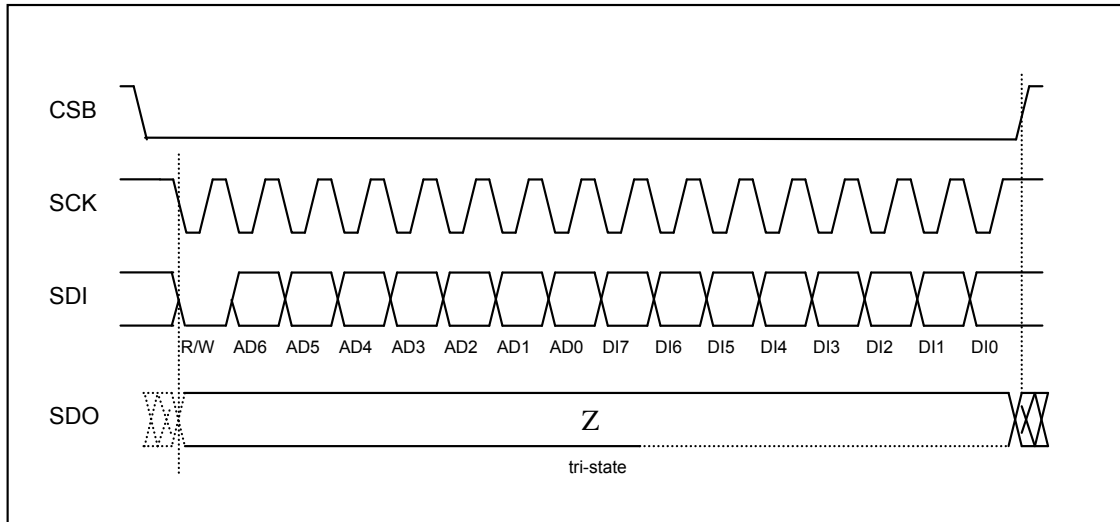 CSB
SCK
SDI
R/W AD6 AD5 AD4 AD3 AD2 AD1 AD0 DI7 DI6 DI5 DI4 DI3 DI2 DI1 DI0
SDO
Z
tri-state